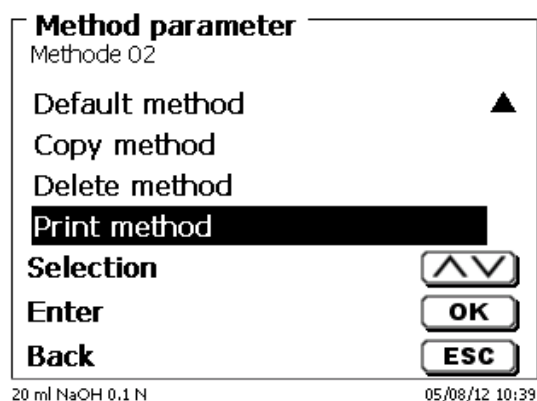 Method parameter
Methode 02
Default method
Copy method
Delete method
Print method
Selection
Enter OK
Back ESC
20 ml NaOH 0.1 N 05/08/12 10:39